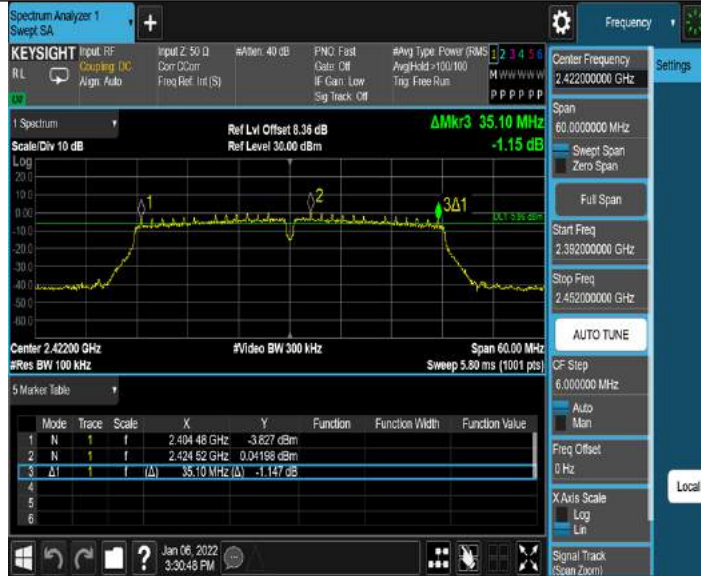 Spectrum Analyzer 1
Swept SA
+
Frequency
KEYSIGHT
RL
LW
Input: RF
Coupling: DC
Align: Auto
Input Z: 50 Ω
Corr CCorr
Freq Ref: Int (S)
#Atten: 40 dB
PNO: Fast
Gate: Off
IF Gain: Low
Sig Track: Off
#Avg Type: Power (RMS
Avg|Hold:>100/100
Trig: Free Run
1 2 3 4 5 6
M W W W W W
P P P P P P
1 Spectrum
Scale/Div 10 dB
Ref Lvl Offset 8.36 dB
Ref Level 30.00 dBm
ΔMkr3 35.10 MHz
-1.15 dB
Log
20.0
10.0
0.00
-10.0
-20.0
-30.0
-40.0
-50.0
-60.0
1
2
3Δ1
DL1 -5.96 dBm
Center 2.42200 GHz
#Res BW 100 kHz
#Video BW 300 kHz
Span 60.00 MHz
Sweep 5.80 ms (1001 pts)
5 Marker Table
Mode Trace Scale X Y Function Function Width Function Value
1 N 1 f 2.404 48 GHz -3.827 dBm
2 N 1 f 2.424 52 GHz 0.04198 dBm
3 Δ1 1 f (Δ) 35.10 MHz (Δ) -1.147 dB
4
5
6
Jan 06, 2022
3:30:48 PM
?
Center Frequency
2.422000000 GHz
Span
60.0000000 MHz
Swept Span
Zero Span
Full Span
Start Freq
2.392000000 GHz
Stop Freq
2.452000000 GHz
AUTO TUNE
CF Step
6.000000 MHz
Auto
Man
Freq Offset
0 Hz
X Axis Scale
Log
Lin
Signal Track
(Span Zoom)
Settings
Local